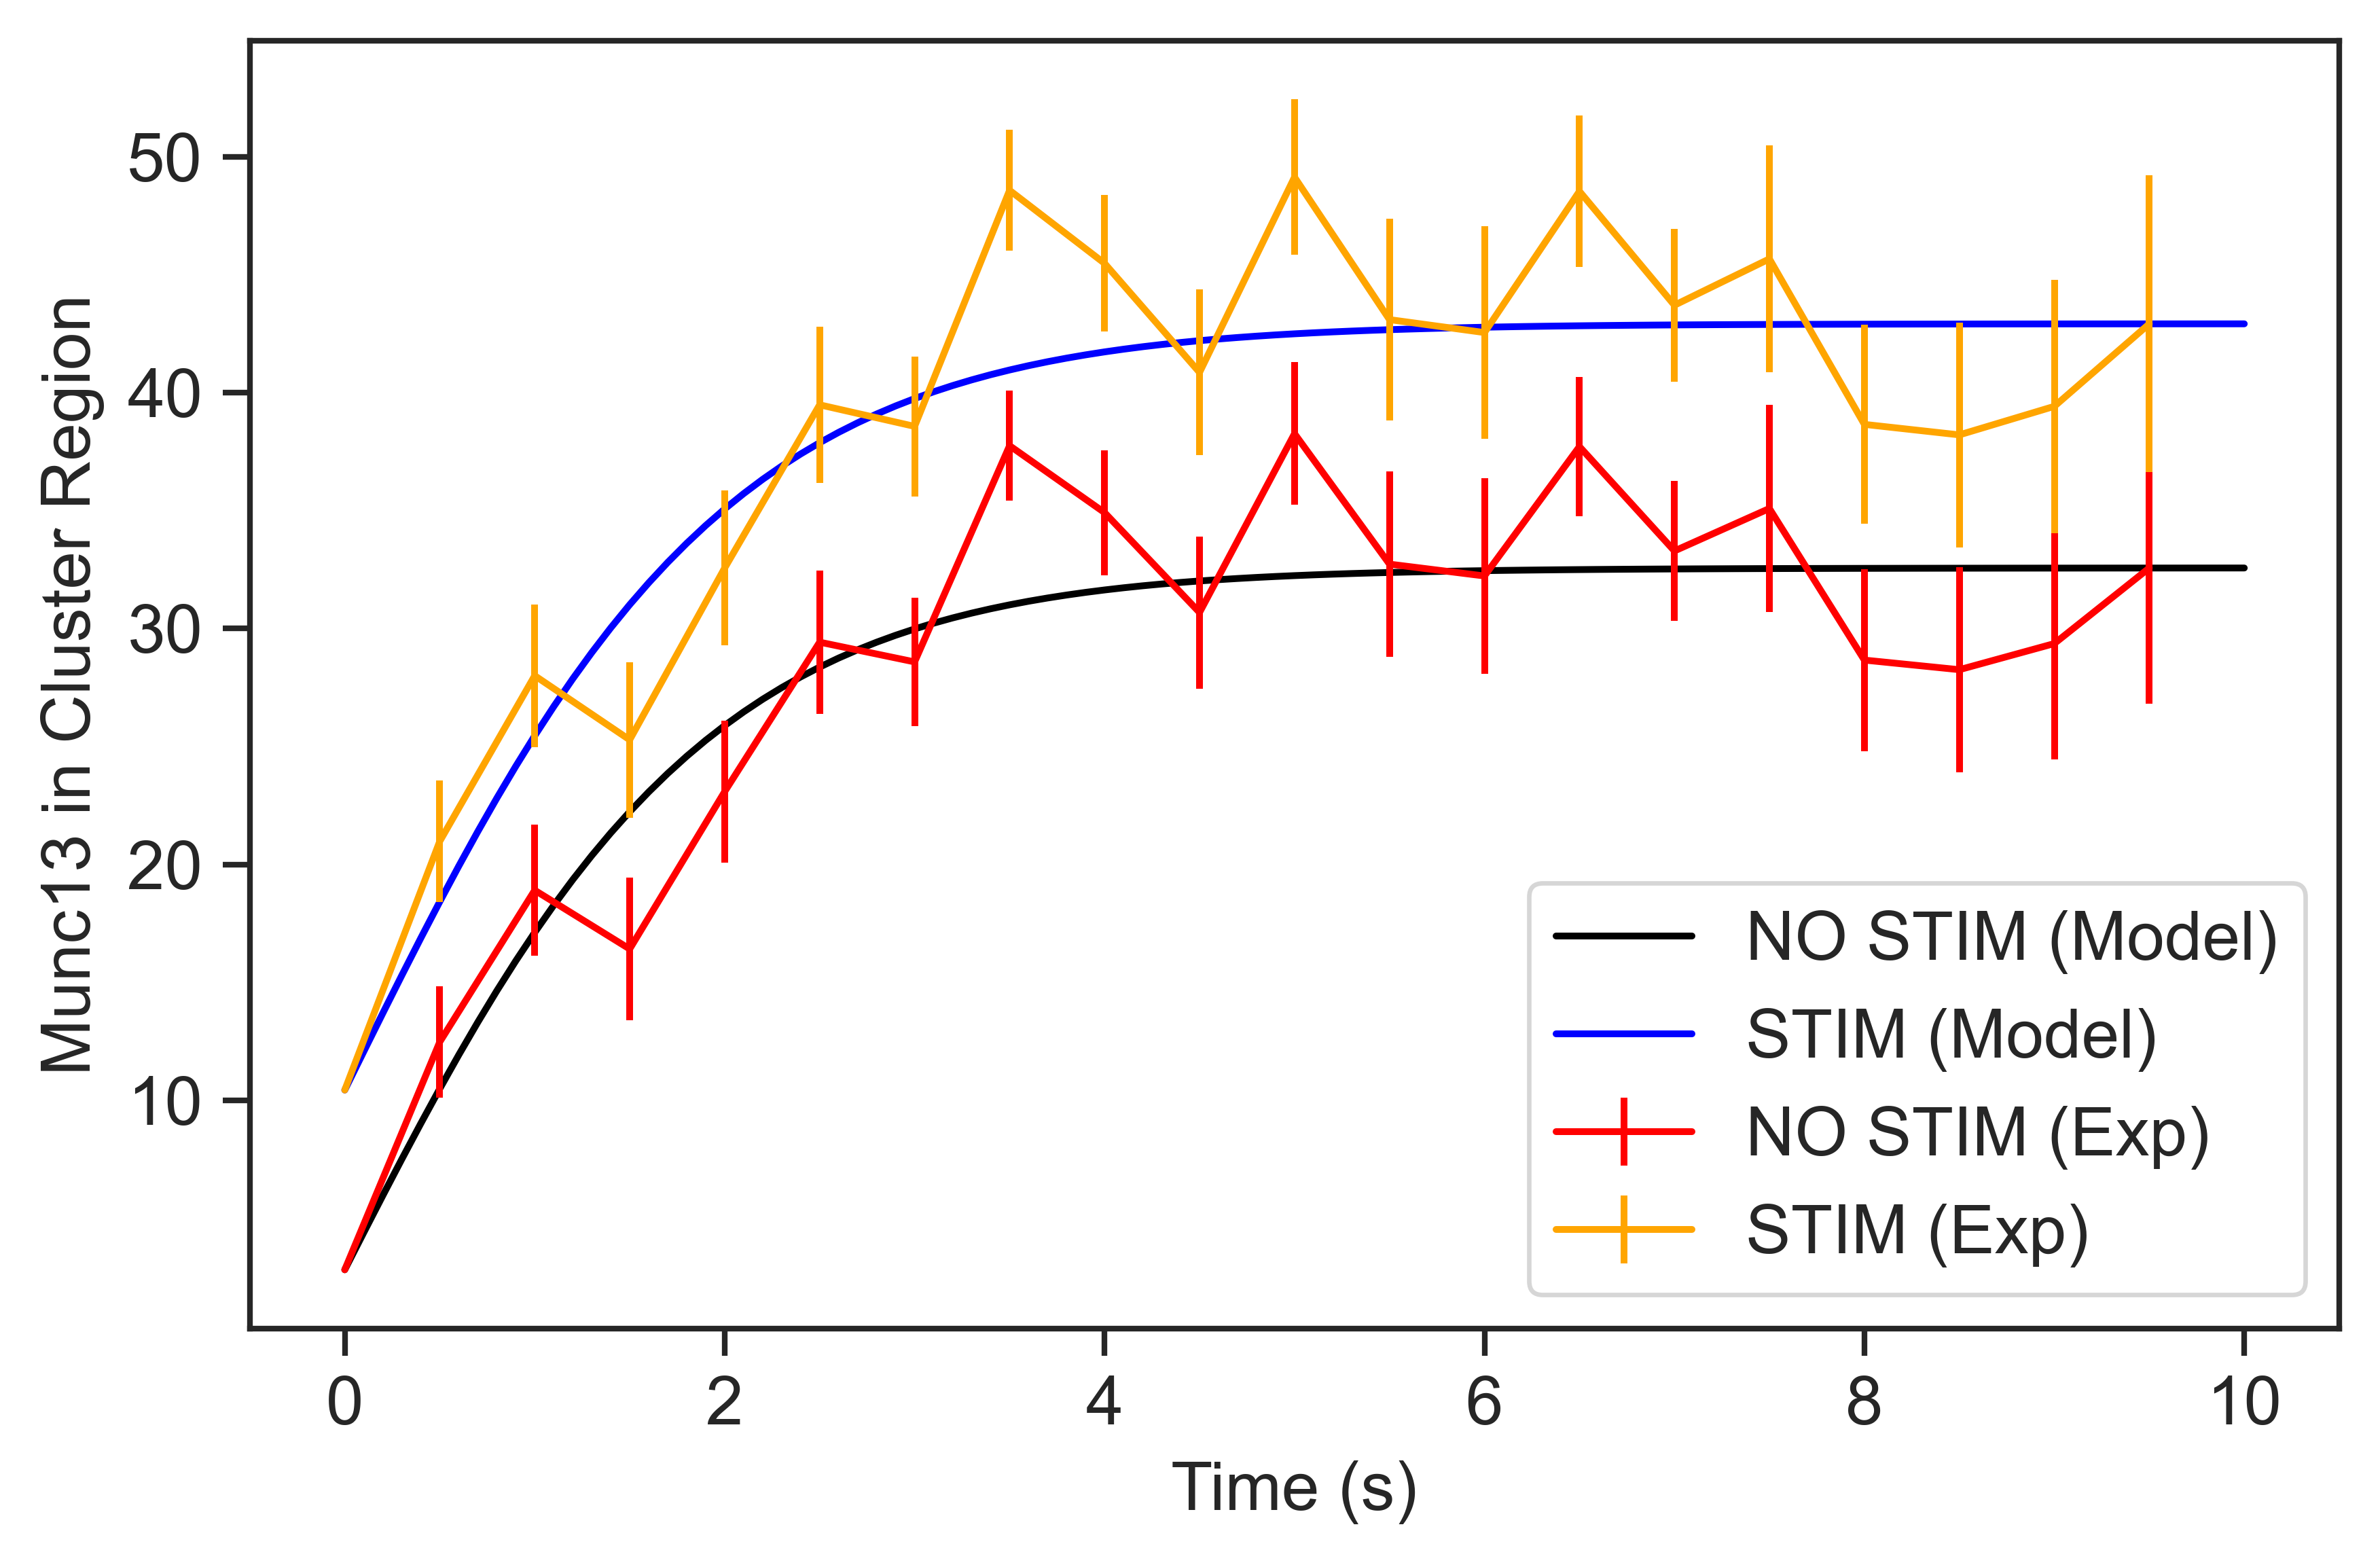 Munc13 in Cluster Region
50
40
30
20
10
NO STIM (Model)
STIM (Model)
NO STIM (Exp)
STIM (Exp)
0 2 4 6 8 10
Time (s)